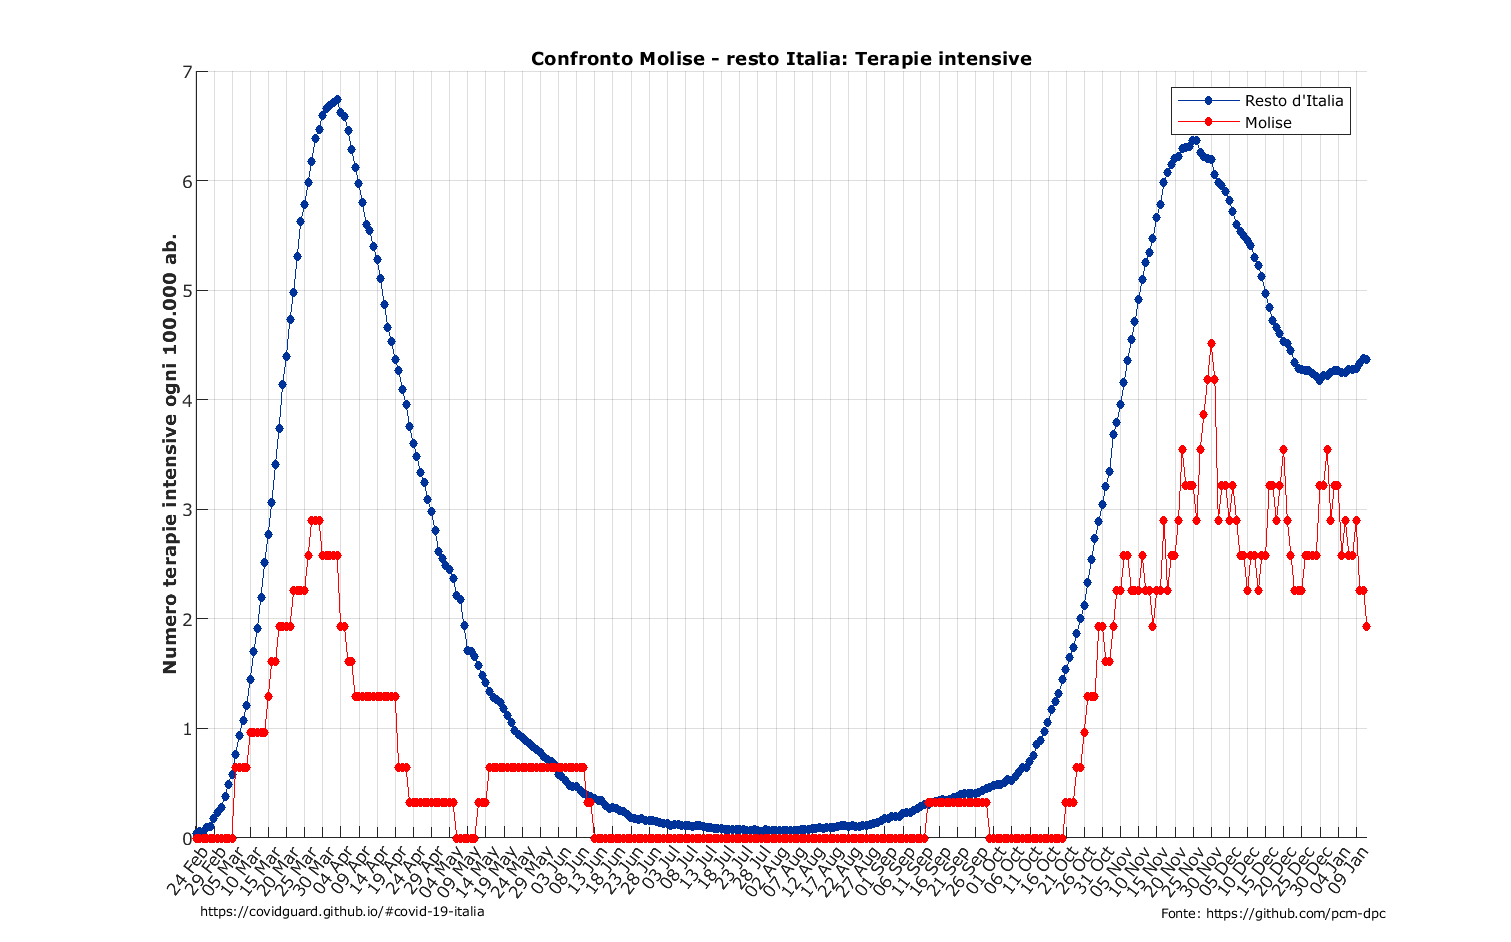 Confronto Molise - resto Italia: Terapie intensive
Resto d'Italia
Molise
Numero terapie intensive ogni 100.000 ab.
7
6
5
4
3
2
1
0
24 Feb
29 Feb
05 Mar
10 Mar
15 Mar
20 Mar
25 Mar
30 Mar
04 Apr
09 Apr
14 Apr
19 Apr
24 Apr
29 Apr
04 May
09 May
14 May
19 May
24 May
29 May
03 Jun
08 Jun
13 Jun
18 Jun
23 Jun
28 Jun
03 Jul
08 Jul
13 Jul
18 Jul
23 Jul
28 Jul
02 Aug
07 Aug
12 Aug
17 Aug
22 Aug
27 Aug
01 Sep
06 Sep
11 Sep
16 Sep
21 Sep
26 Sep
01 Oct
06 Oct
11 Oct
16 Oct
21 Oct
26 Oct
31 Oct
05 Nov
10 Nov
15 Nov
20 Nov
25 Nov
30 Nov
05 Dec
10 Dec
15 Dec
20 Dec
25 Dec
30 Dec
04 Jan
09 Jan
https://covidguard.github.io/#covid-19-italia
Fonte: https://github.com/pcm-dpc